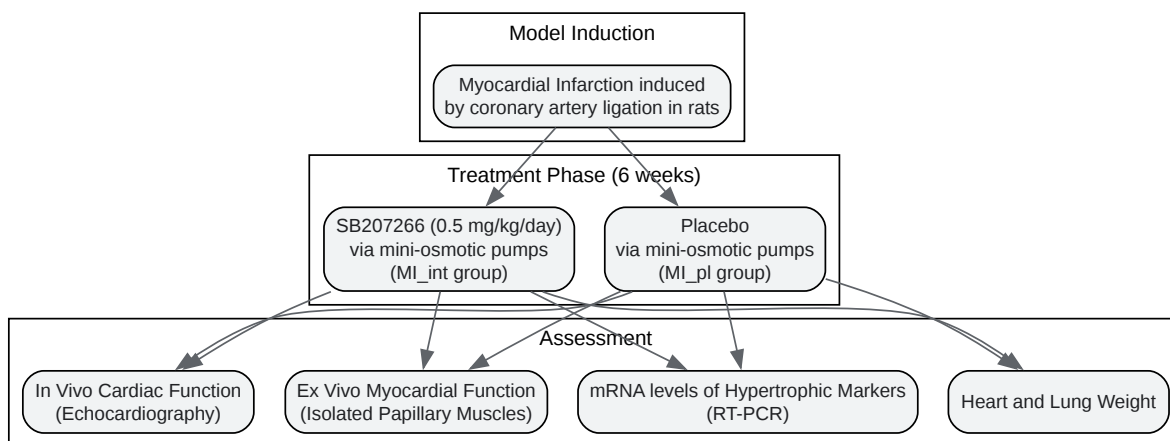 Model Induction
Myocardial Infarction induced
by coronary artery ligation in rats
Treatment Phase (6 weeks)
SB207266 (0.5 mg/kg/day)
via mini-osmotic pumps
(MI_int group)
Placebo
via mini-osmotic pumps
(MI_pl group)
Assessment
In Vivo Cardiac Function
(Echocardiography)
Ex Vivo Myocardial Function
(Isolated Papillary Muscles)
mRNA levels of Hypertrophic Markers
(RT-PCR)
Heart and Lung Weight